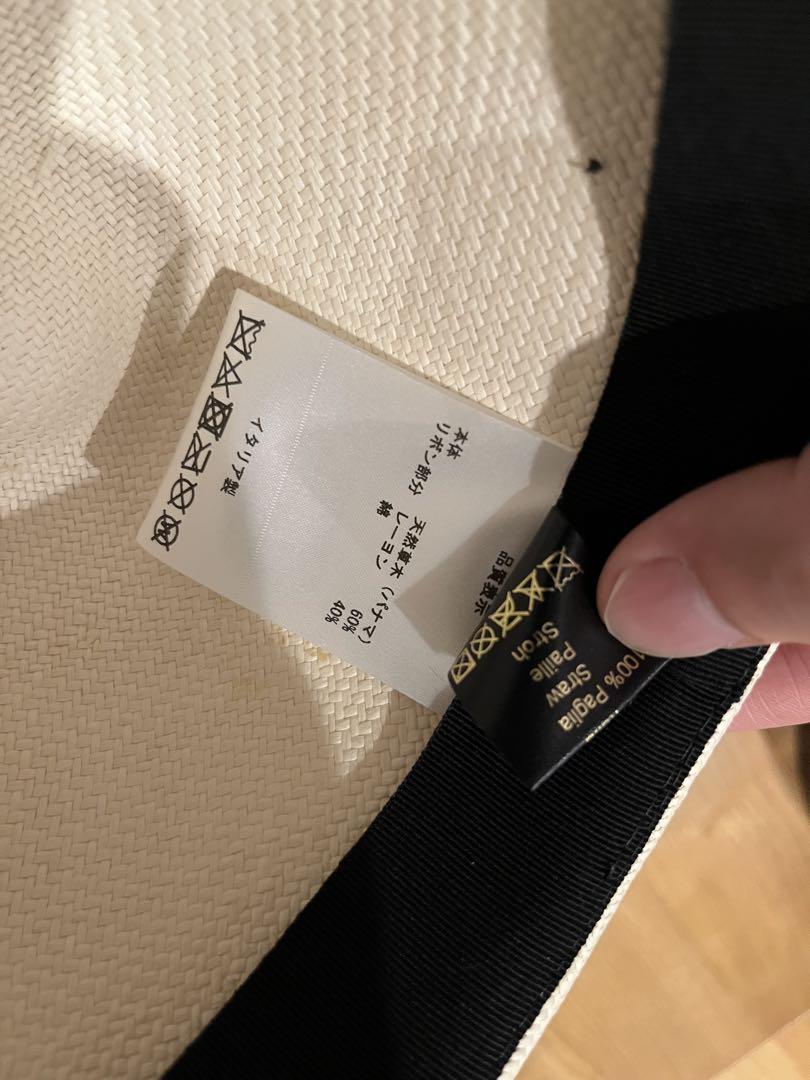 品質表示
本体 天然草木 (パナマ)
リボン部分 レーヨン 60%
綿 40%
イタリア製
100% Paglia
Straw
Paille
Stroh